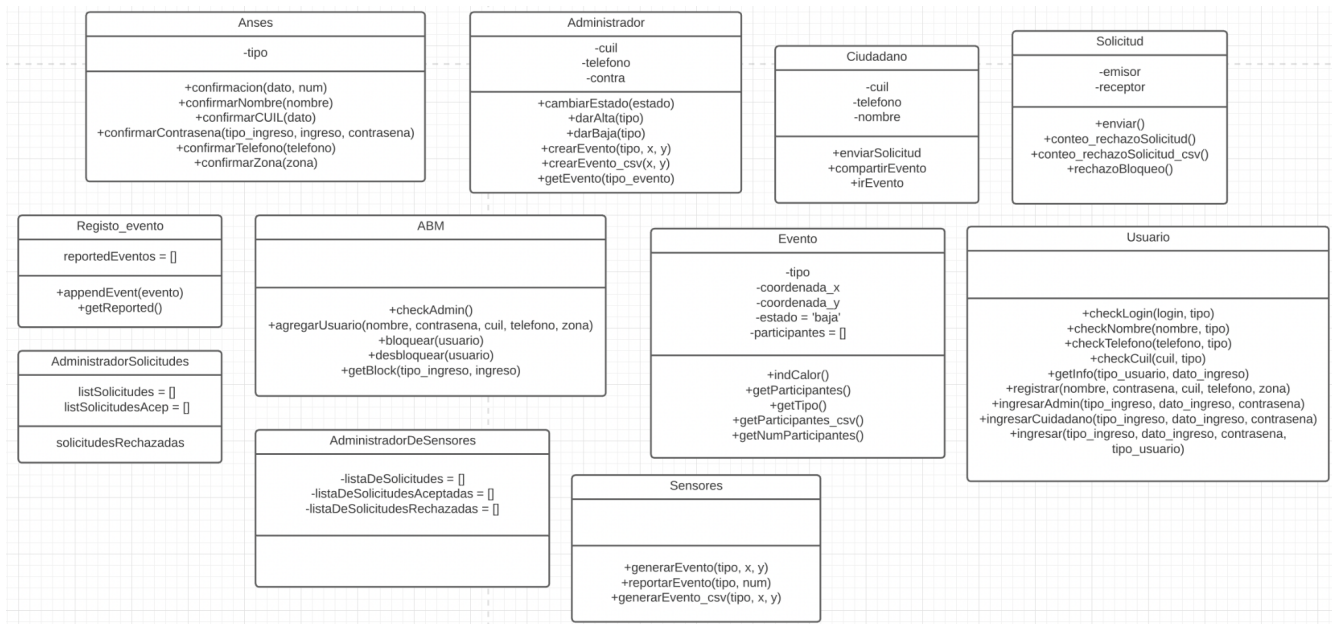 Anses
-tipo
+confirmacion(dato, num)
+confirmarNombre(nombre)
+confirmarCUIL(dato)
+confirmarContrasena(tipo_ingreso, ingreso, contrasena)
+confirmarTelefono(telefono)
+confirmarZona(zona)
Administrador
-cuil
-telefono
-contra
+cambiarEstado(estado)
+darAlta(tipo)
+darBaja(tipo)
+crearEvento(tipo, x, y)
+crearEvento_csv(x, y)
+getEvento(tipo_evento)
Ciudadano
-cuil
-telefono
-nombre
+enviarSolicitud
+compartirEvento
+irEvento
Solicitud
-emisor
-receptor
+enviar()
+conteo_rechazoSolicitud()
+conteo_rechazoSolicitud_csv()
+rechazoBloqueo()
Registo_evento
reportedEventos = []
+appendEvent(evento)
+getReported()
ABM
+checkAdmin()
+agregarUsuario(nombre, contrasena, cuil, telefono, zona)
+bloquear(usuario)
+desbloquear(usuario)
+getBlock(tipo_ingreso, ingreso)
Evento
-tipo
-coordenada_x
-coordenada_y
-estado = 'baja'
-participantes = []
+indCalor()
+getParticipantes()
+getTipo()
+getParticipantes_csv()
+getNumParticipantes()
Usuario
+checkLogin(login, tipo)
+checkNombre(nombre, tipo)
+checkTelefono(telefono, tipo)
+checkCuil(cuil, tipo)
+getInfo(tipo_usuario, dato_ingreso)
+registrar(nombre, contrasena, cuil, telefono, zona)
+ingresarAdmin(tipo_ingreso, dato_ingreso, contrasena)
+ingresarCuidadano(tipo_ingreso, dato_ingreso, contrasena)
+ingresar(tipo_ingreso, dato_ingreso, contrasena,
tipo_usuario)
AdministradorSolicitudes
listSolicitudes = []
listSolicitudesAcep = []
solicitudesRechazadas
AdministradorDeSensores
-listaDeSolicitudes = []
-listaDeSolicitudesAceptadas = []
-listaDeSolicitudesRechazadas = []
Sensores
+generarEvento(tipo, x, y)
+reportarEvento(tipo, num)
+generarEvento_csv(tipo, x, y)